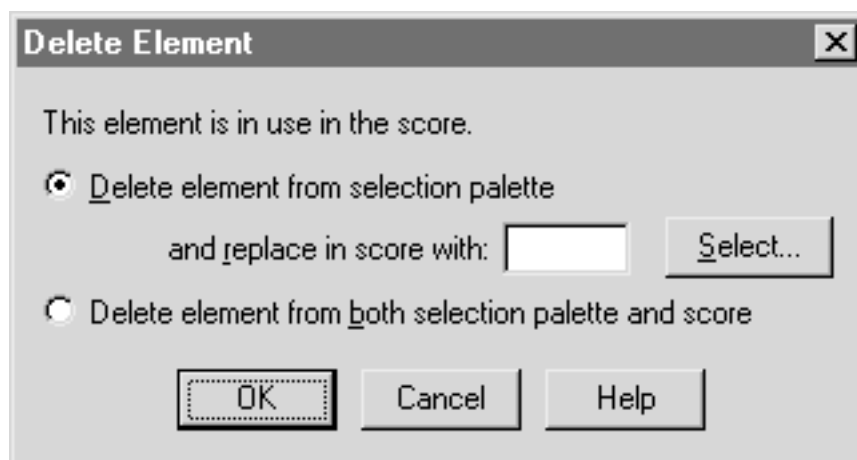 Delete Element
This element is in use in the score.
Delete element from selection palette
and replace in score with: Select...
Delete element from both selection palette and score
OK Cancel Help